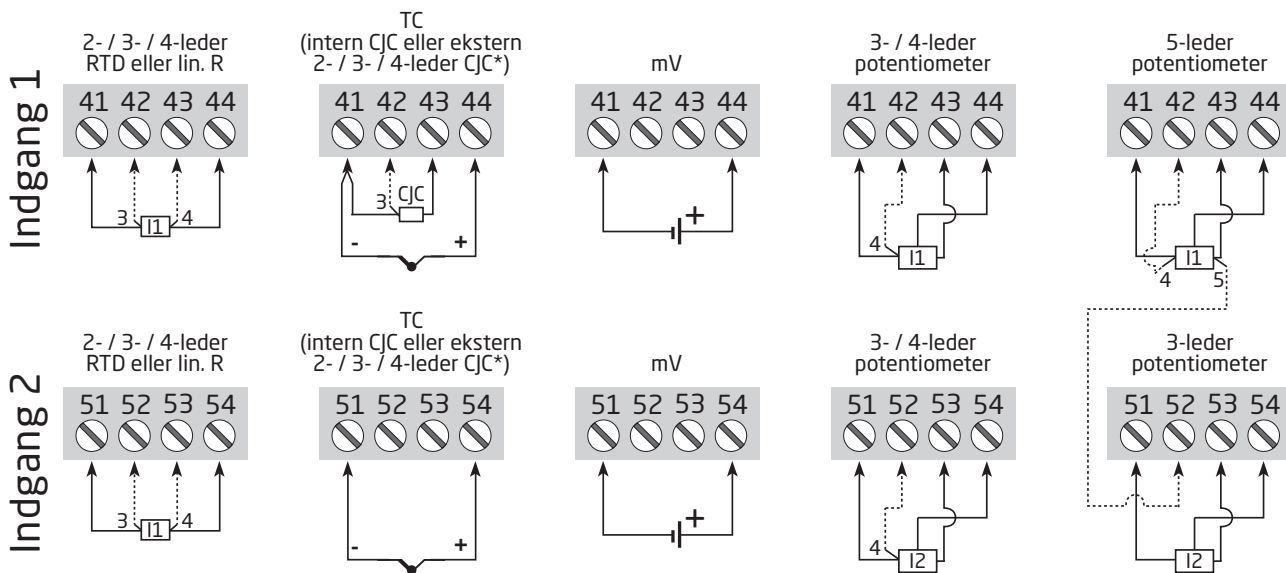 Indgang 1
2- / 3- / 4-leder
RTD eller lin. R
41 42 43 44
3 I1 4
TC
(intern CJC eller ekstern
2- / 3- / 4-leder CJC*)
41 42 43 44
3 CJC
- +
mV
41 42 43 44
+
3- / 4-leder
potentiometer
41 42 43 44
4 I1
5-leder
potentiometer
41 42 43 44
4 I1 5
Indgang 2
2- / 3- / 4-leder
RTD eller lin. R
51 52 53 54
3 I1 4
TC
(intern CJC eller ekstern
2- / 3- / 4-leder CJC*)
51 52 53 54
- +
mV
51 52 53 54
+
3- / 4-leder
potentiometer
51 52 53 54
4 I2
3-leder
potentiometer
51 52 53 54
I2